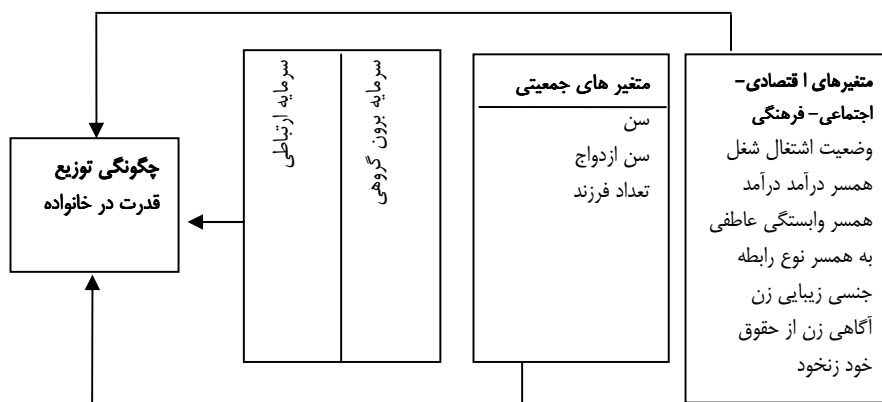 متغیرهای ا قتصادی-
اجتماعی- فرهنگی
وضعیت اشتغال شغل
همسر درآمد درآمد
همسر وابستگی عاطفی
به همسر نوع رابطه
جنسی زیبایی زن
آگاهی زن از حقوق
خود زنخود
متغیر های جمعیتی
سن
سن ازدواج
تعداد فرزند
سرمایه برون گروهی
سرمایه ارتباطی
چگونگی توزیع
قدرت در خانواده